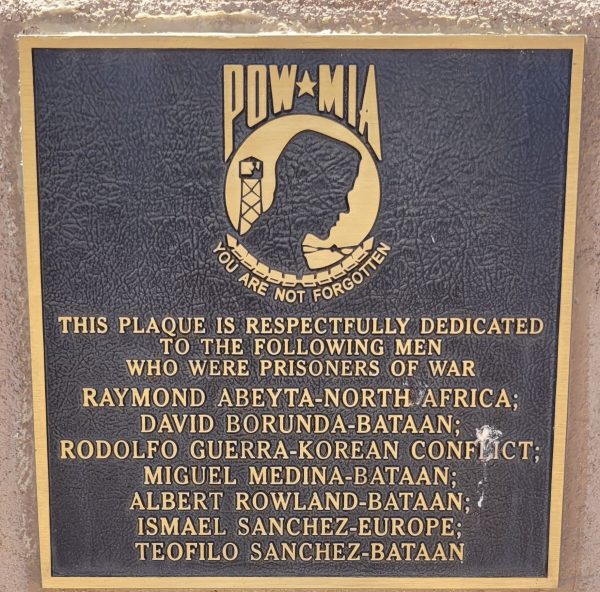 POW★MIA
YOU ARE NOT FORGOTTEN
THIS PLAQUE IS RESPECTFULLY DEDICATED
TO THE FOLLOWING MEN
WHO WERE PRISONERS OF WAR
RAYMOND ABEYTA-NORTH AFRICA;
DAVID BORUNDA-BATAAN;
RODOLFO GUERRA-KOREAN CONFLICT;
MIGUEL MEDINA-BATAAN;
ALBERT ROWLAND-BATAAN;
ISMAEL SANCHEZ-EUROPE;
TEOFILO SANCHEZ-BATAAN